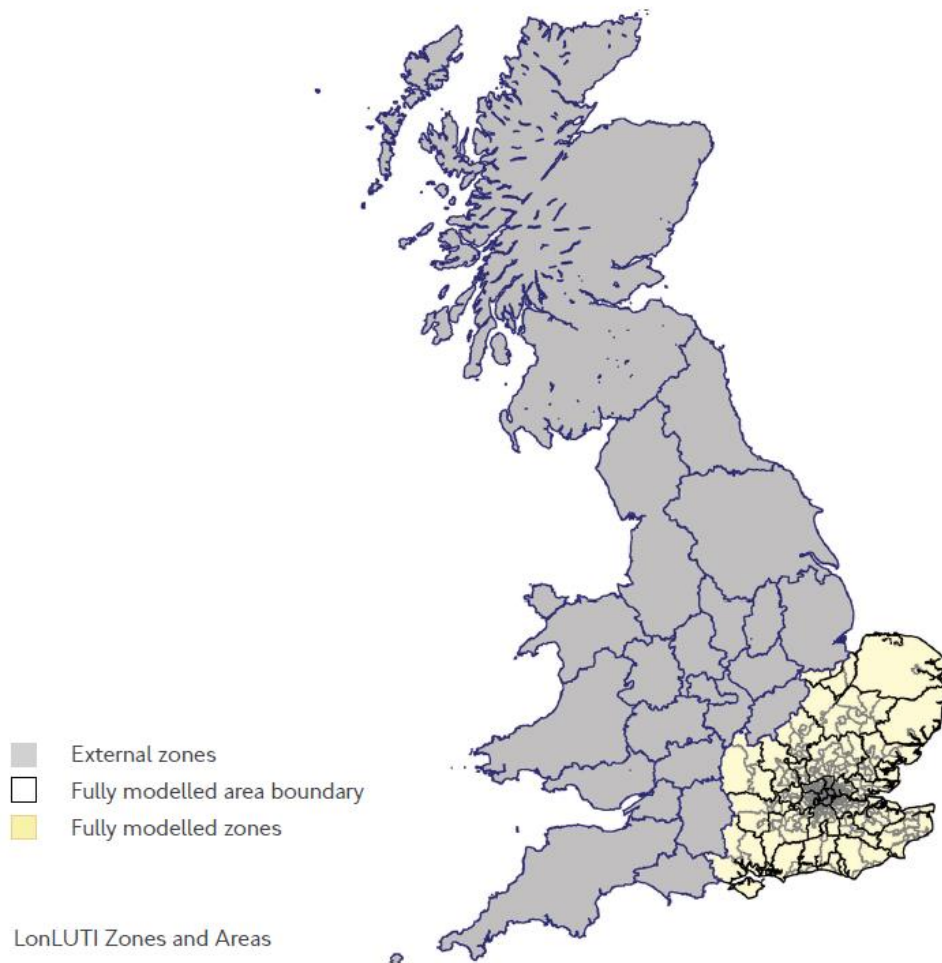 External zones
Fully modelled area boundary
Fully modelled zones
LonLUTI Zones and Areas